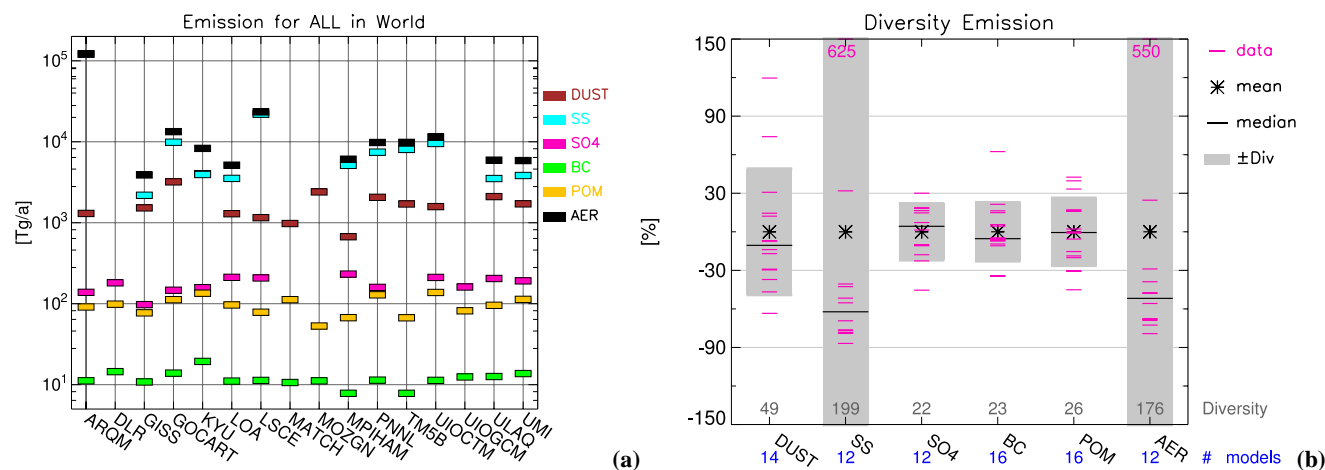 Emission for ALL in World
[Tg/a]
10^5
10^4
10^3
10^2
10^1
ARQM
DLR
GISS
GOCART
KYU
LOA
LSCE
MATCH
MOZGN
MPIHAM
PNNL
TM5B
UIOCTM
UIOGCM
ULAQ
UMI
DUST
SS
SO4
BC
POM
AER
(a)
Diversity Emission
[%]
150
90
30
-30
-90
-150
625
550
49 199 22 23 26 176 Diversity
DUST SS SO4 BC POM AER
14 12 12 16 16 12 # models
data
mean
median
±Div
(b)